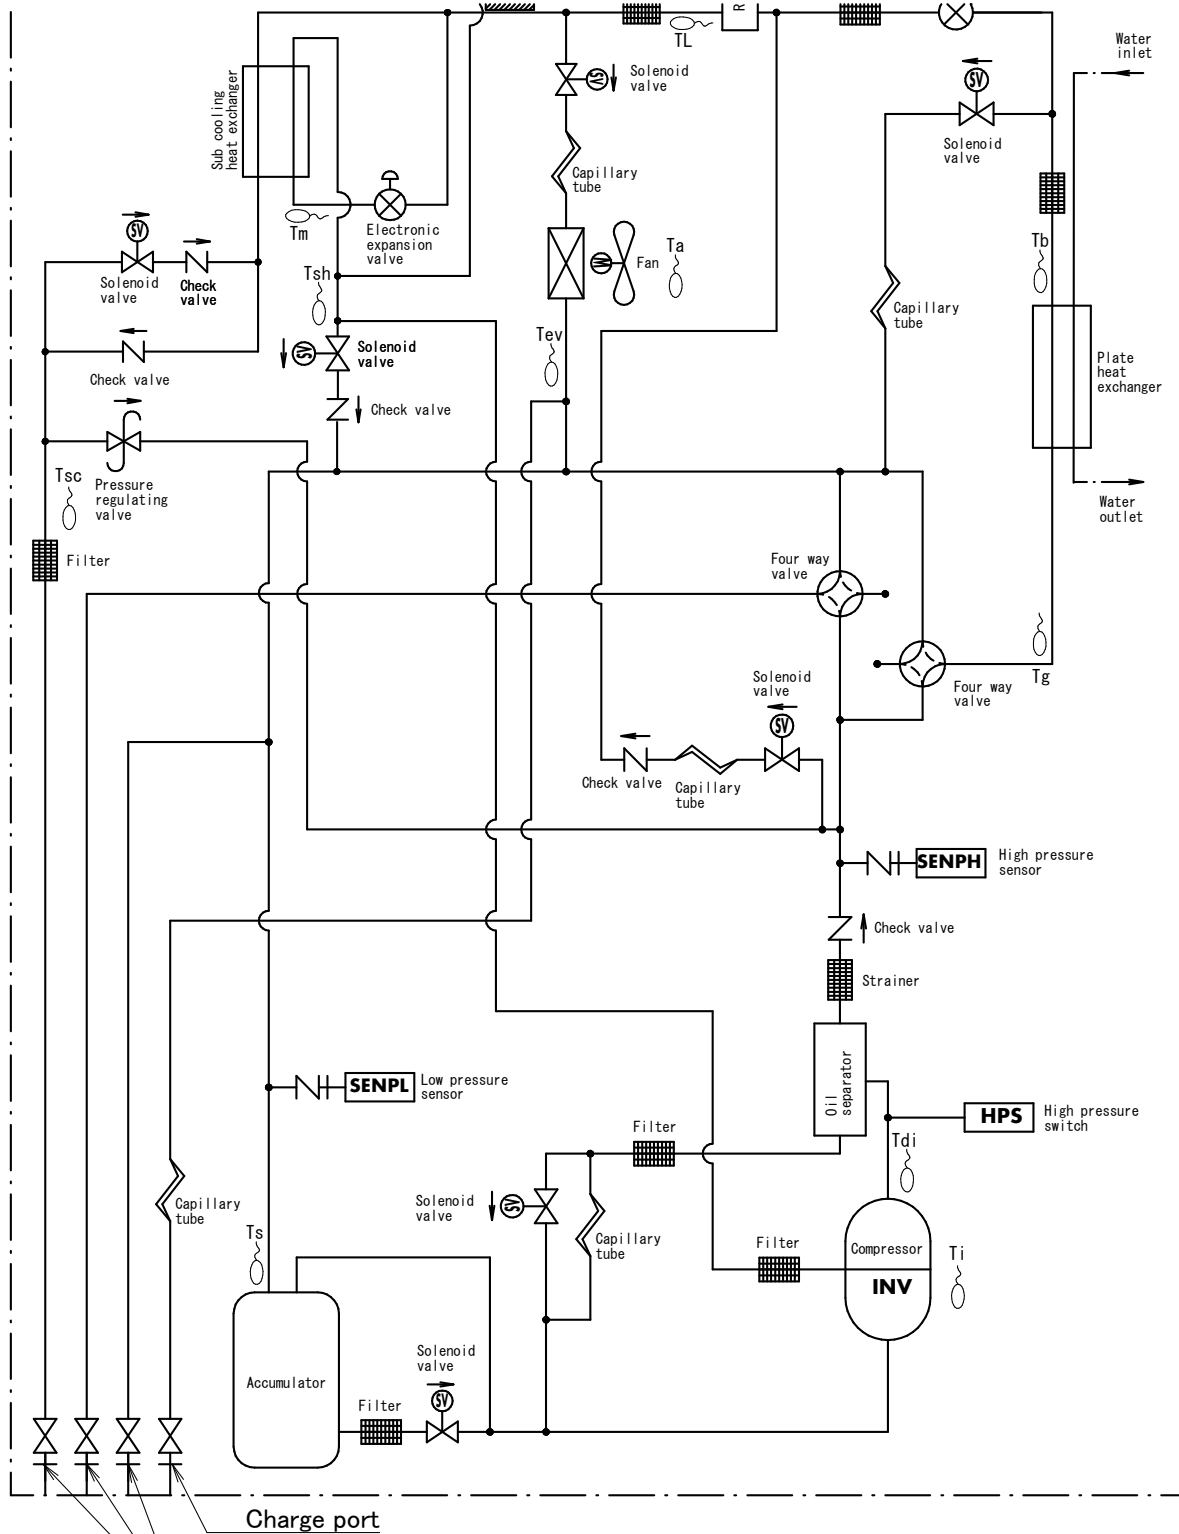 R
TL
Water
inlet
Sub cooling
heat exchanger
SV
Solenoid
valve
SV
Solenoid
valve
Capillary
tube
Tm
Electronic
expansion
valve
SV
Solenoid
valve
Check
valve
Tsh
M
Fan
Ta
Tb
Capillary
tube
Tev
SV
Solenoid
valve
Check valve
Check valve
Plate
heat
exchanger
Tsc
Pressure
regulating
valve
Water
outlet
Filter
Four way
valve
Tg
Four way
valve
Solenoid
valve
SV
Check valve
Capillary
tube
SENPH
High pressure
sensor
Check valve
Strainer
Oil
separator
SENPL
Low pressure
sensor
HPS
High pressure
switch
Filter
Tdi
Solenoid
valve
SV
Capillary
tube
Capillary
tube
Ts
Filter
Compressor
INV
Ti
Accumulator
Solenoid
valve
SV
Filter
Charge port